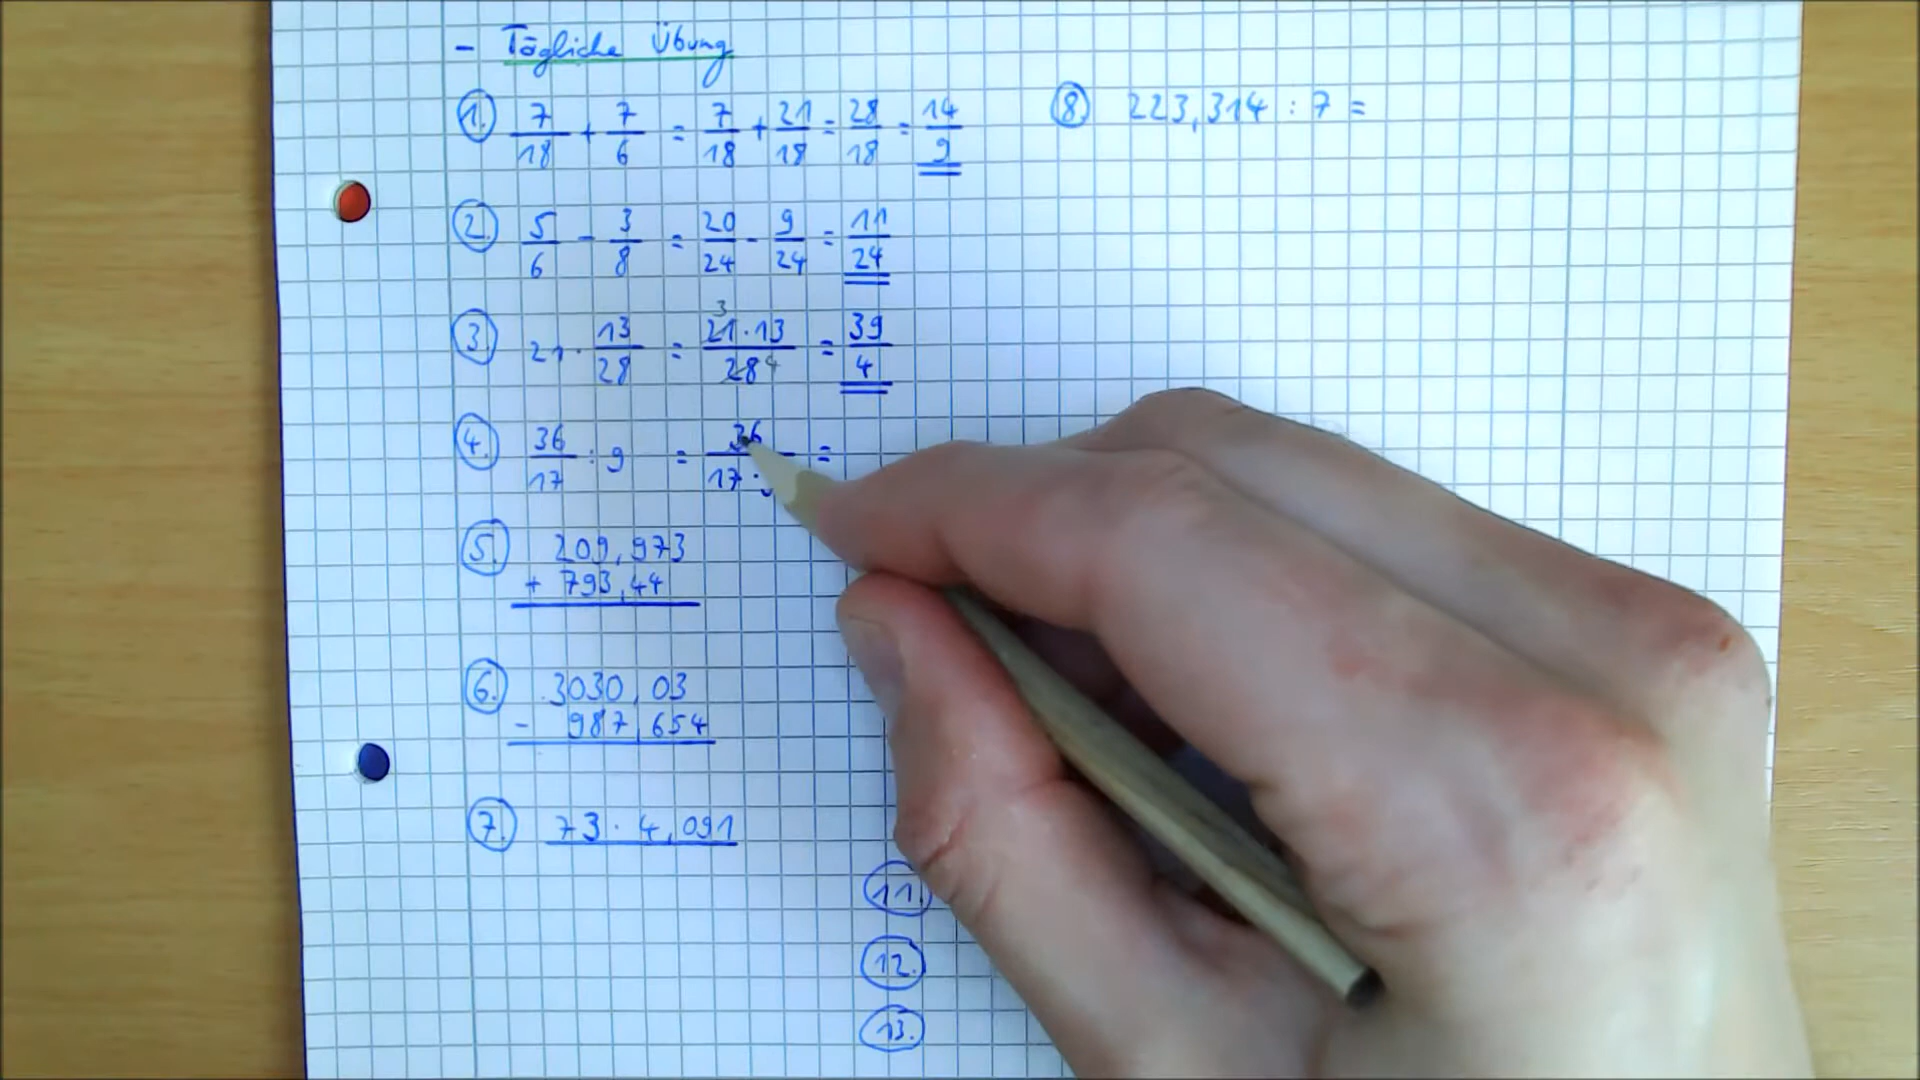 - Tägliche Übung
1. 7/18 + 7/6 = 7/18 + 21/18 = 28/18 = 14/9
2. 5/6 - 3/8 = 20/24 - 9/24 = 11/24
3. 21 · 13/28 = 21 3 · 13/28 4 = 39/4
4. 36/17 : 9 = 36/17 · =
5. 209,973
+ 793,44
6. 3030,03
- 987,654
7. 73 · 4,091
8. 223,314 : 7 =
11.
12.
13.